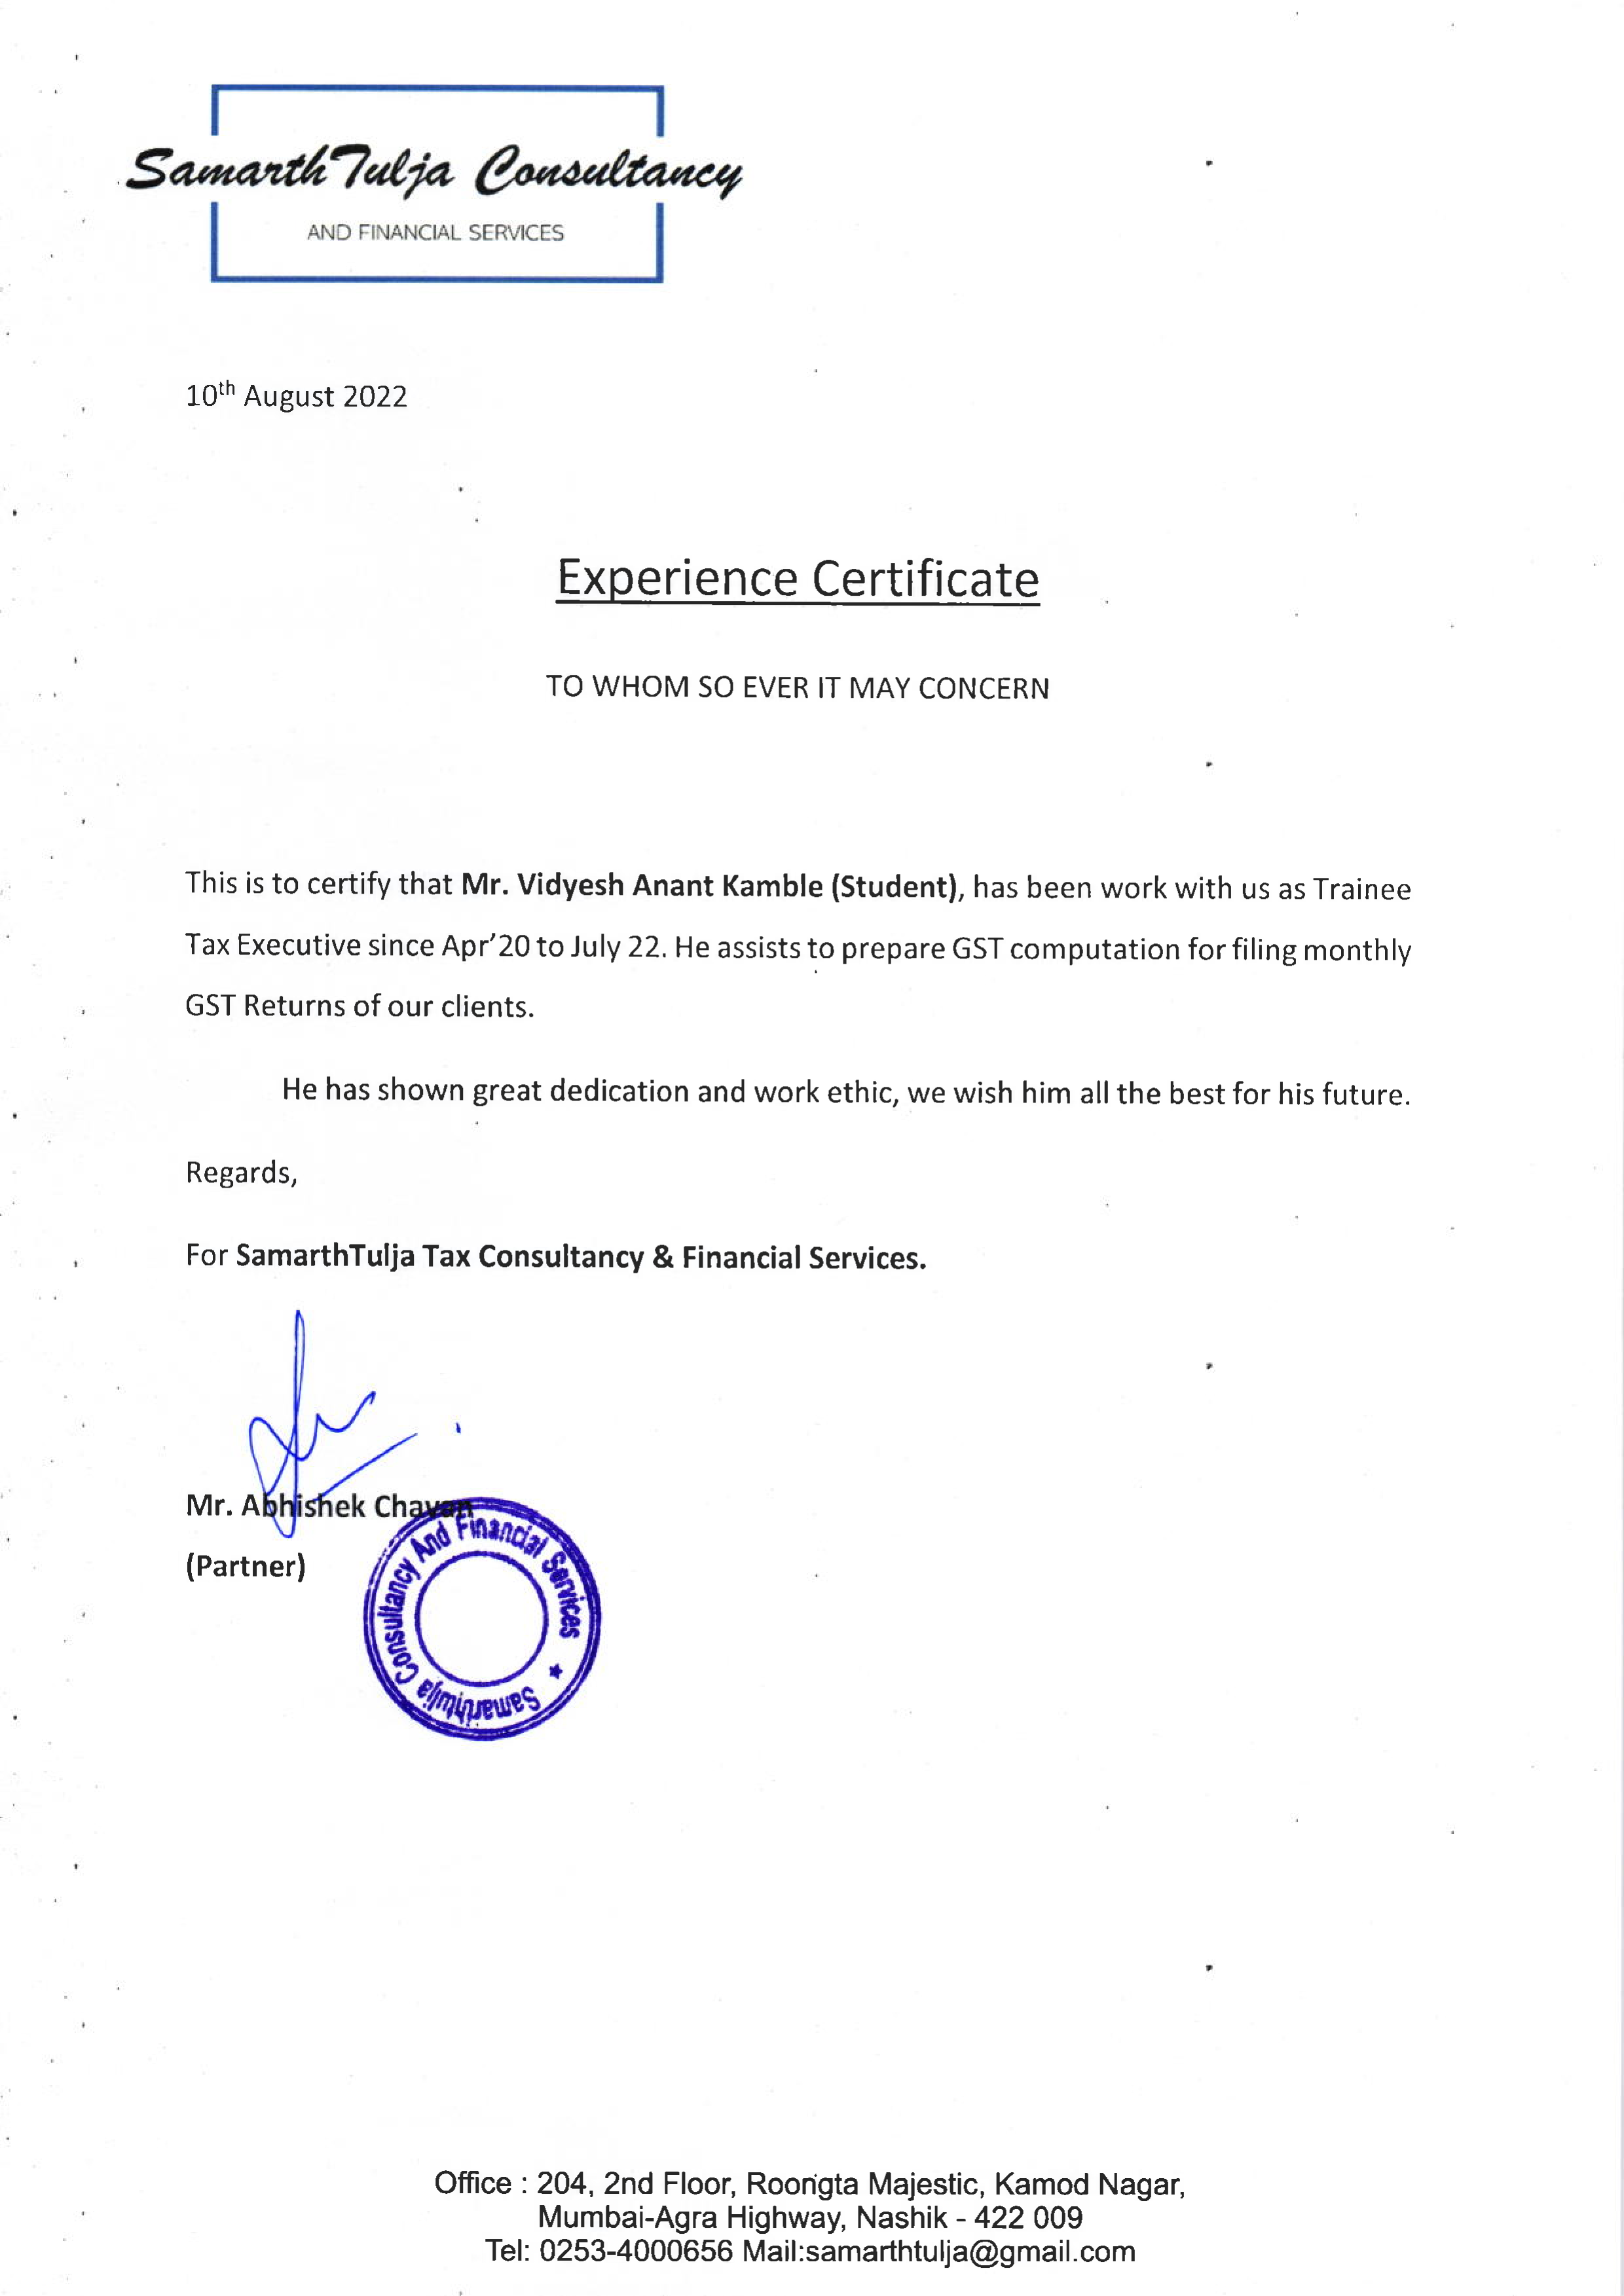 SamarthTulja Consultancy
AND FINANCIAL SERVICES
10th August 2022
Experience Certificate
TO WHOM SO EVER IT MAY CONCERN
This is to certify that Mr. Vidyesh Anant Kamble (Student), has been work with us as Trainee
Tax Executive since Apr’20 to July 22. He assists to prepare GST computation for filing monthly
GST Returns of our clients.
He has shown great dedication and work ethic, we wish him all the best for his future.
Regards,
For SamarthTulja Tax Consultancy & Financial Services.
Mr. Abhishek Chavan
(Partner)
Samarthtulja Consultancy And Financial Services ★
Office : 204, 2nd Floor, Roongta Majestic, Kamod Nagar,
Mumbai-Agra Highway, Nashik - 422 009
Tel: 0253-4000656 Mail:samarthtulja@gmail.com